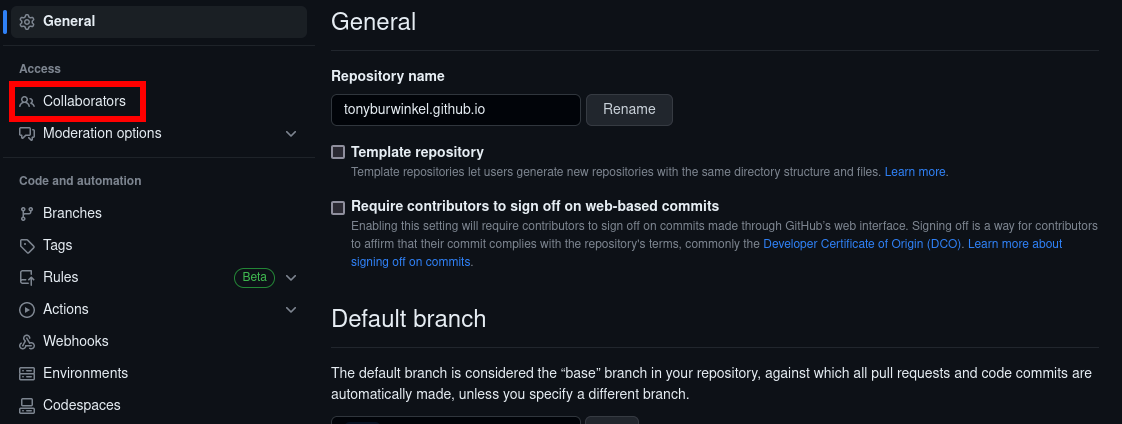 General
Access
Collaborators
Moderation options
Code and automation
Branches
Tags
Rules Beta
Actions
Webhooks
Environments
Codespaces
General
Repository name
tonyburwinkel.github.io Rename
Template repository
Template repositories let users generate new repositories with the same directory structure and files. Learn more.
Require contributors to sign off on web-based commits
Enabling this setting will require contributors to sign off on commits made through GitHub's web interface. Signing off is a way for contributors
to affirm that their commit complies with the repository's terms, commonly the Developer Certificate of Origin (DCO). Learn more about
signing off on commits.
Default branch
The default branch is considered the “base” branch in your repository, against which all pull requests and code commits are
automatically made, unless you specify a different branch.